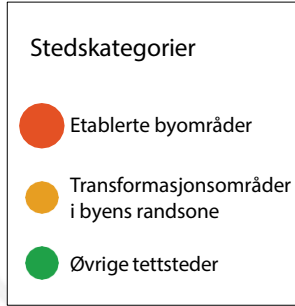 Stedskategorier
Etablerte byområder
Transformasjonsområder
i byens randsone
Øvrige tettsteder